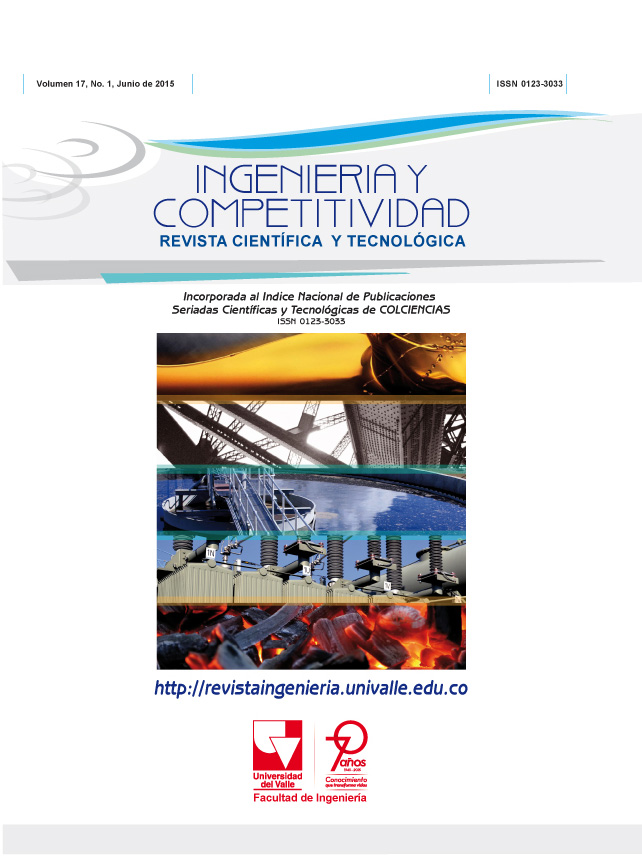 Volumen 17, No. 1, Junio de 2015
ISSN 0123-3033
INGENIERIA Y
COMPETITIVIDAD
REVISTA CIENTÍFICA Y TECNOLÓGICA
Incorporada al Indice Nacional de Publicaciones
Seriadas Científicas y Tecnológicas de COLCIENCIAS
ISSN 0123-3033
1N
http://revistaingenieria.univalle.edu.co
Universidad
del Valle
70
años
1945 - 2015
Conocimiento
que transforma vidas
Facultad de Ingeniería